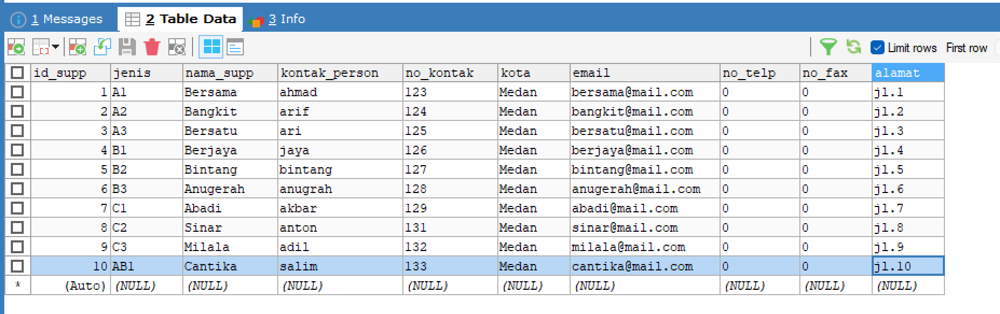 1 Messages 2 Table Data 3 Info
Limit rows First row
id_supp jenis nama_supp kontak_person no_kontak kota email no_telp no_fax alamat
1 A1 Bersama ahmad 123 Medan bersama@mail.com 0 0 jl.1
2 A2 Bangkit arif 124 Medan bangkit@mail.com 0 0 jl.2
3 A3 Bersatu ari 125 Medan bersatu@mail.com 0 0 jl.3
4 B1 Berjaya jaya 126 Medan berjaya@mail.com 0 0 jl.4
5 B2 Bintang bintang 127 Medan bintang@mail.com 0 0 jl.5
6 B3 Anugerah anugrah 128 Medan anugerah@mail.com 0 0 jl.6
7 C1 Abadi akbar 129 Medan abadi@mail.com 0 0 jl.7
8 C2 Sinar anton 131 Medan sinar@mail.com 0 0 jl.8
9 C3 Milala adil 132 Medan milala@mail.com 0 0 jl.9
10 AB1 Cantika salim 133 Medan cantika@mail.com 0 0 jl.10
* (Auto) (NULL) (NULL) (NULL) (NULL) (NULL) (NULL) (NULL) (NULL) (NULL)